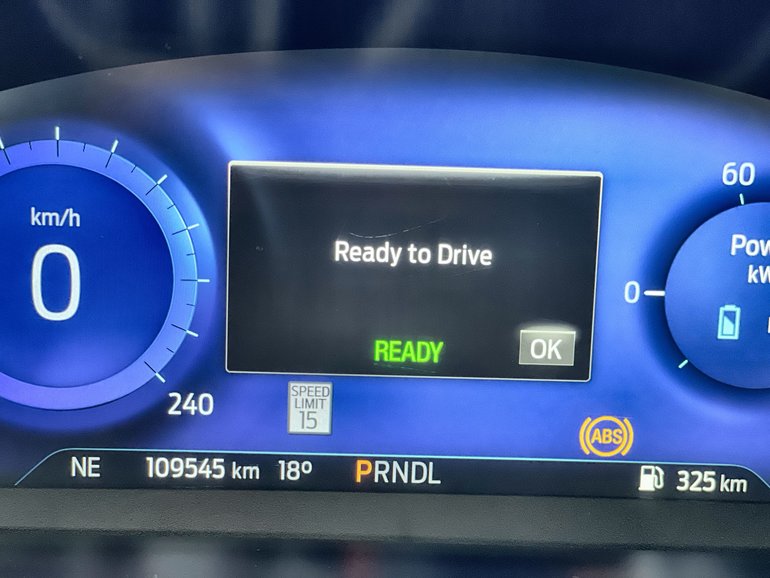 60
km/h
0
Ready to Drive
0
READY
OK
240
SPEED
LIMIT
15
ABS
NE 109545 km 18° PRNDL 325 km